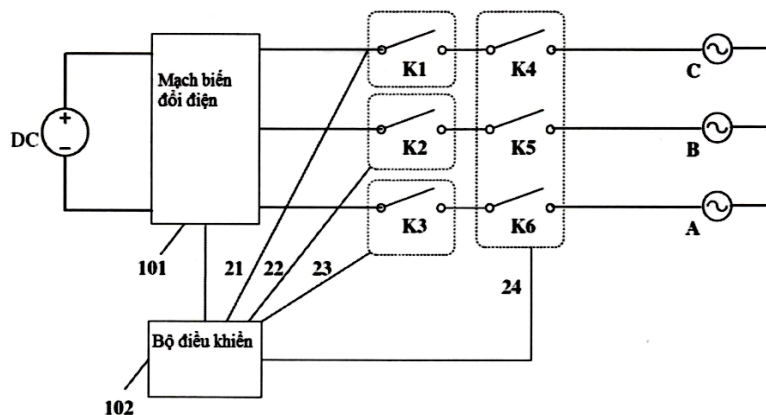 Mạch biến
đổi điện
DC
+
−
K1
K4
C
K2
K5
B
K3
K6
A
101
21
22
23
24
Bộ điều khiển
102